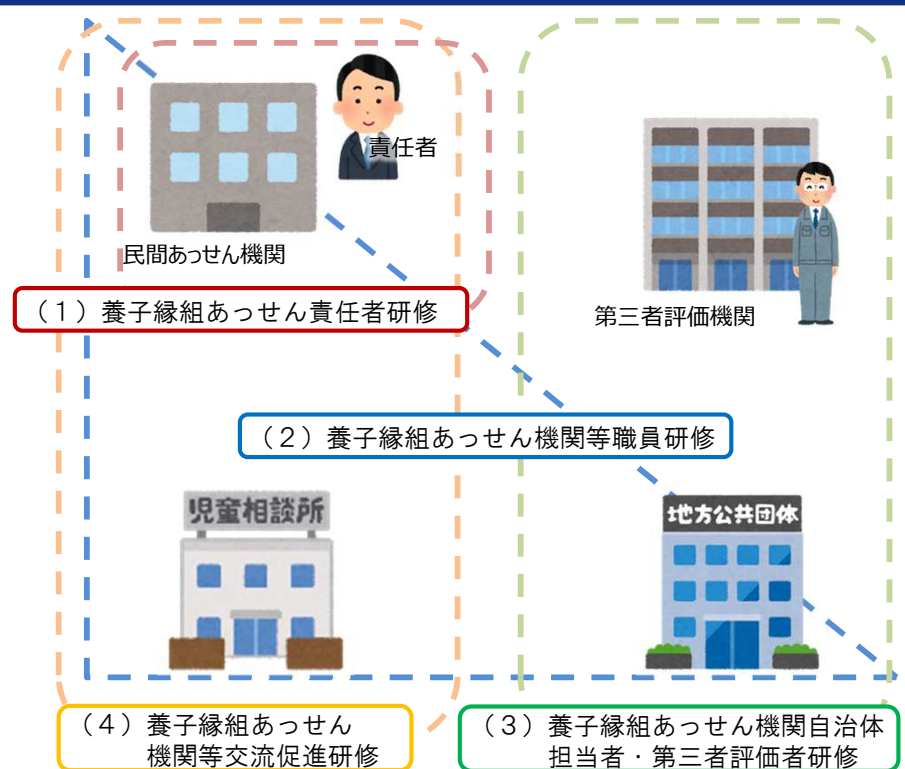 責任者
民間あっせん機関
（１）養子縁組あっせん責任者研修
第三者評価機関
（２）養子縁組あっせん機関等職員研修
児童相談所
地方公共団体
（４）養子縁組あっせん
機関等交流促進研修
（３）養子縁組あっせん機関自治体
担当者・第三者評価者研修